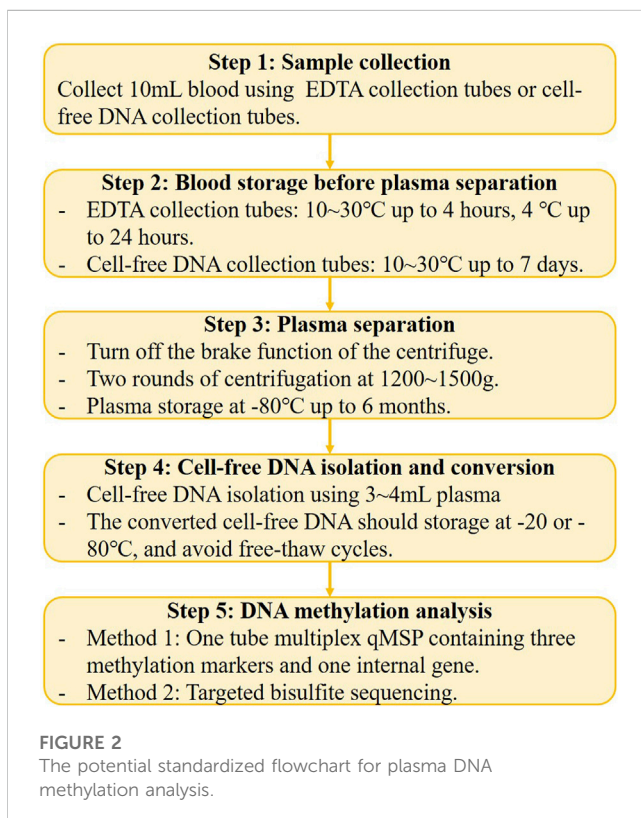 Step 1: Sample collection
Collect 10mL blood using EDTA collection tubes or cell-
free DNA collection tubes.
Step 2: Blood storage before plasma separation
- EDTA collection tubes: 10~30℃ up to 4 hours, 4 ℃ up
to 24 hours.
- Cell-free DNA collection tubes: 10~30℃ up to 7 days.
Step 3: Plasma separation
- Turn off the brake function of the centrifuge.
- Two rounds of centrifugation at 1200~1500g.
- Plasma storage at -80℃ up to 6 months.
Step 4: Cell-free DNA isolation and conversion
- Cell-free DNA isolation using 3~4mL plasma
- The converted cell-free DNA should storage at -20 or -
80℃, and avoid free-thaw cycles.
Step 5: DNA methylation analysis
- Method 1: One tube multiplex qMSP containing three
methylation markers and one internal gene.
- Method 2: Targeted bisulfite sequencing.
FIGURE 2
The potential standardized flowchart for plasma DNA
methylation analysis.